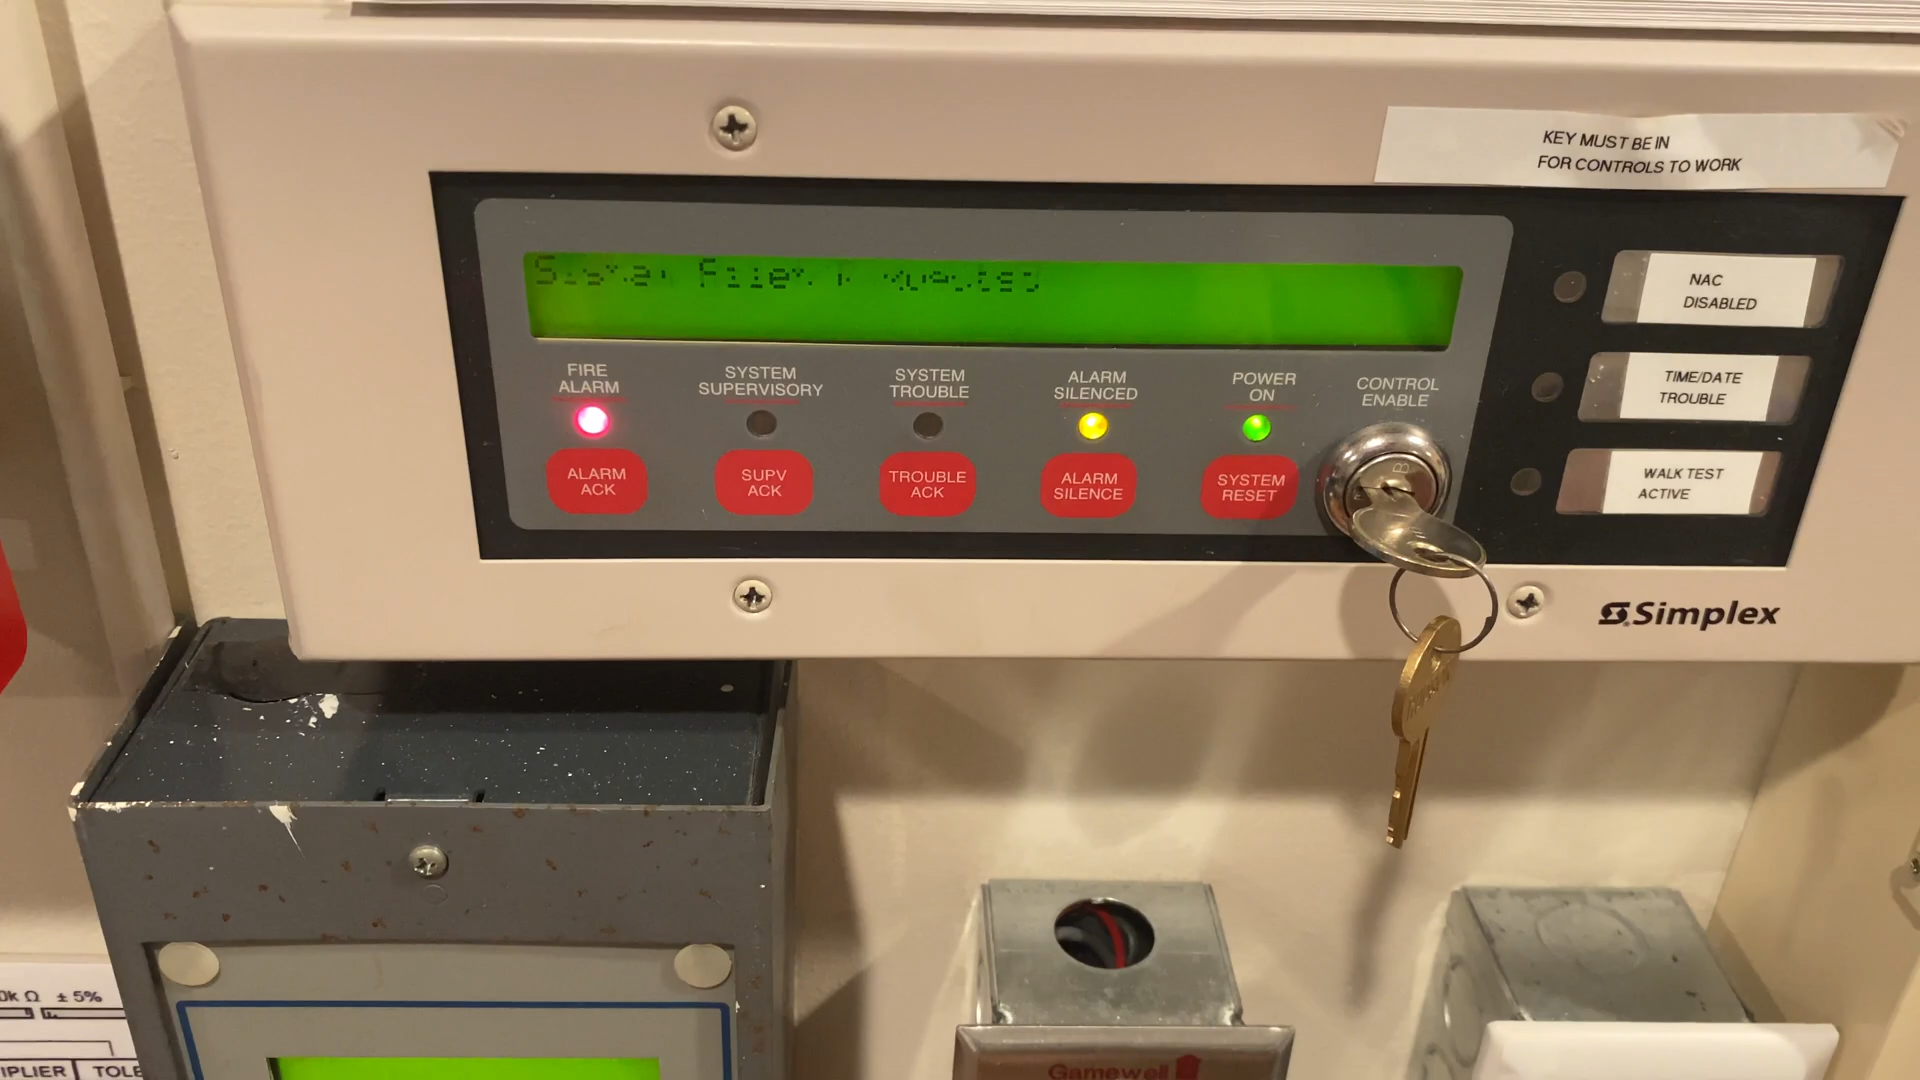 KEY MUST BE IN
FOR CONTROLS TO WORK
FIRE
ALARM
SYSTEM
SUPERVISORY
SYSTEM
TROUBLE
ALARM
SILENCED
POWER
ON
CONTROL
ENABLE
ALARM
ACK
SUPV
ACK
TROUBLE
ACK
ALARM
SILENCE
SYSTEM
RESET
NAC
DISABLED
TIME/DATE
TROUBLE
WALK TEST
ACTIVE
Simplex
Ω ± 5%
Gamewell